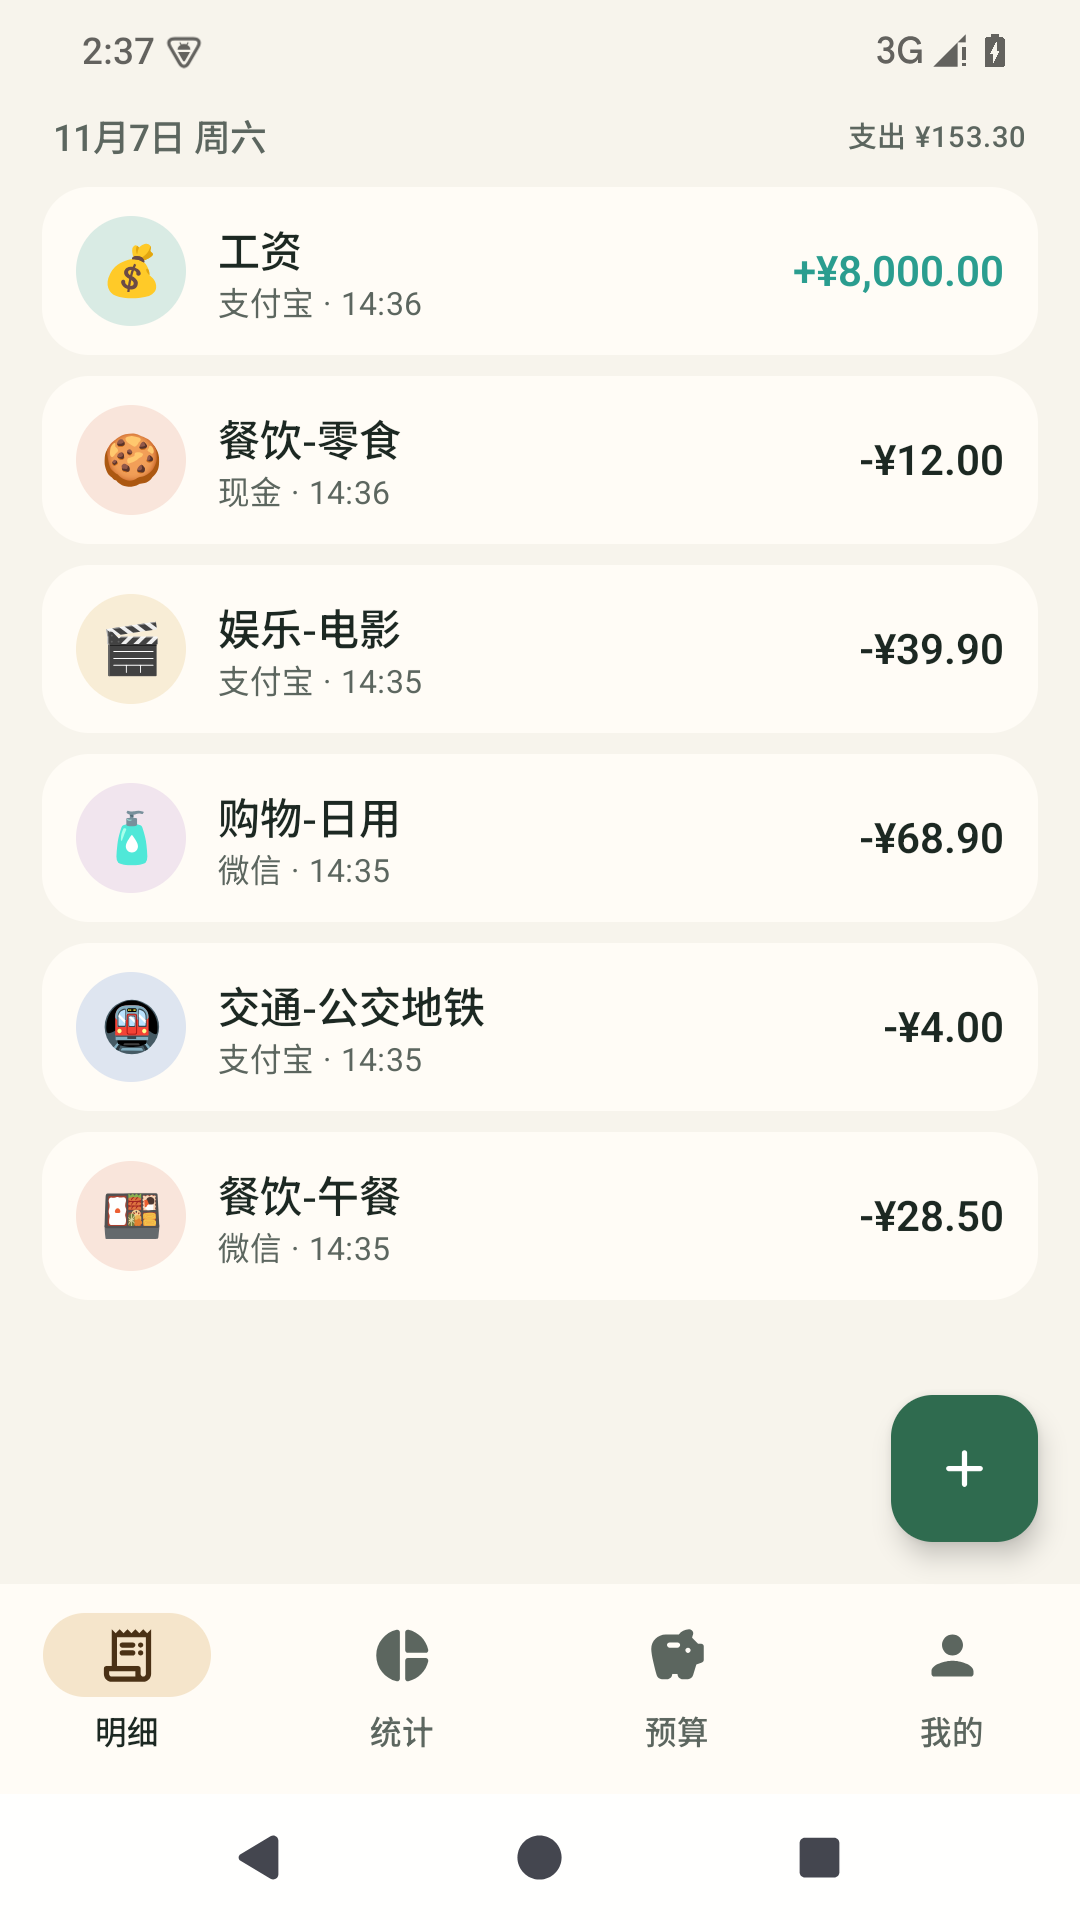 2:37
3G
11月7日 周六
支出 ¥153.30
工资
支付宝 · 14:36
+¥8,000.00
餐饮-零食
现金 · 14:36
-¥12.00
娱乐-电影
支付宝 · 14:35
-¥39.90
购物-日用
微信 · 14:35
-¥68.90
交通-公交地铁
支付宝 · 14:35
-¥4.00
餐饮-午餐
微信 · 14:35
-¥28.50
明细
统计
预算
我的